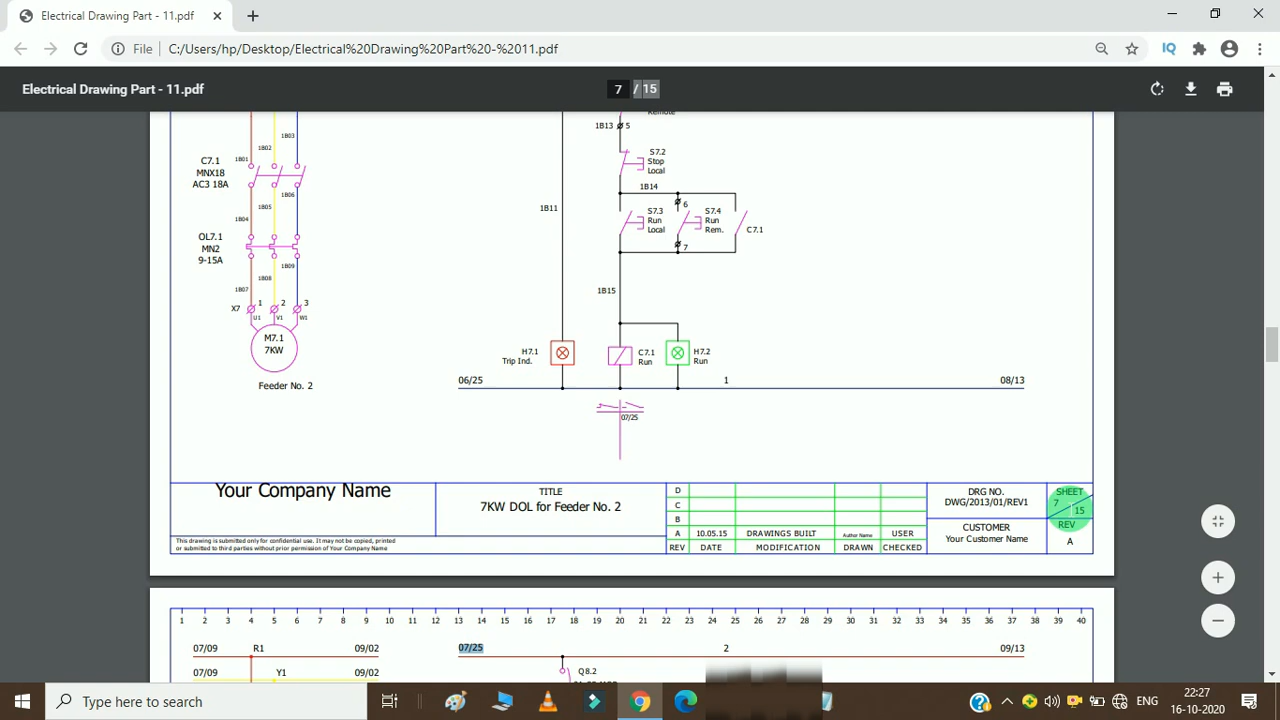 Electrical Drawing Part - 11.pdf
File C:/Users/hp/Desktop/Electrical%20Drawing%20Part%20-%2011.pdf
IQ
Electrical Drawing Part - 11.pdf
7 / 15
Remote
1B13 5
1B03
1B02
1B01
C7.1
MNX18
AC3 18A
1B06
1B05
1B04
S7.2
Stop
Local
1B14
6
1B11
S7.3
Run
Local
S7.4
Run
Rem.
C7.1
7
OL7.1
MN2
9-15A
1B09
1B08
1B07
1B15
X7 1 2 3
U1 V1 W1
M7.1
7KW
Feeder No. 2
H7.1
Trip Ind.
C7.1
Run
H7.2
Run
06/25 1 08/13
07/25
Your Company Name
This drawing is submitted only for confidential use. It may not be copied, printed
or submitted to third parties without prior permission of Your Company Name
TITLE
7KW DOL for Feeder No. 2
D
C
B
A 10.05.15 DRAWINGS BUILT Author Name USER
REV DATE MODIFICATION DRAWN CHECKED
DRG NO.
DWG/2013/01/REV1
CUSTOMER
Your Customer Name
SHEET
7
15
REV
A
1 2 3 4 5 6 7 8 9 10 11 12 13 14 15 16 17 18 19 20 21 22 23 24 25 26 27 28 29 30 31 32 33 34 35 36 37 38 39 40
07/09 R1 09/02 07/25 2 09/13
07/09 Y1 09/02 Q8.2
Type here to search
ENG
22:27
16-10-2020